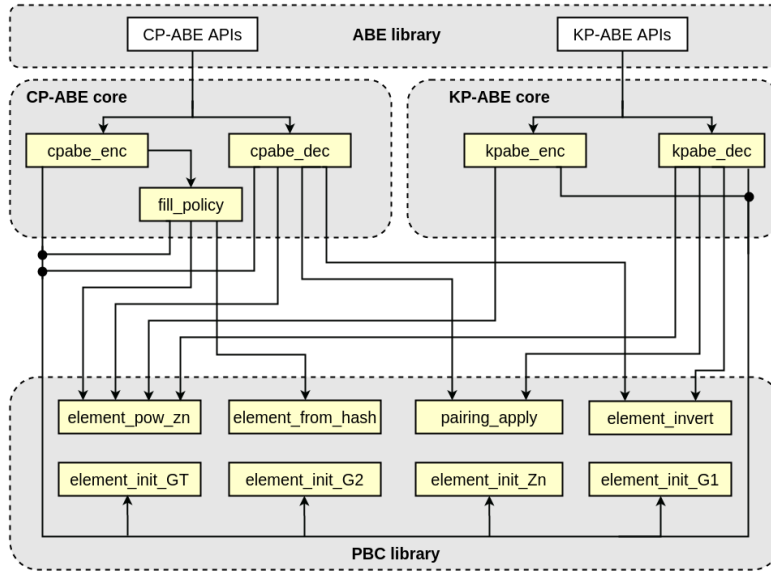 CP-ABE APIs
ABE library
KP-ABE APIs
CP-ABE core
KP-ABE core
cpabe_enc
cpabe_dec
kpabe_enc
kpabe_dec
fill_policy
element_pow_zn
element_from_hash
pairing_apply
element_invert
element_init_GT
element_init_G2
element_init_Zn
element_init_G1
PBC library